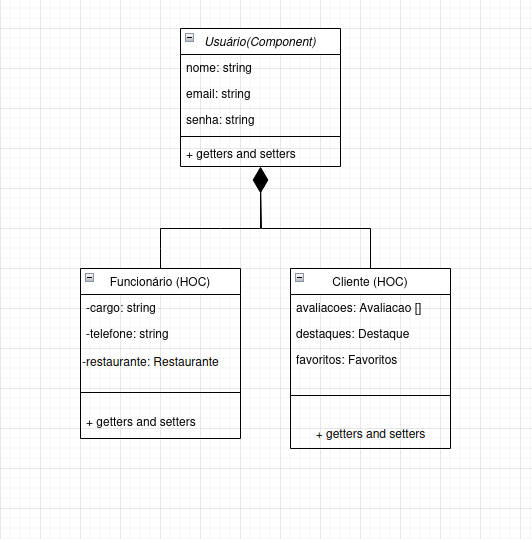 Usuário(Component)
nome: string
email: string
senha: string
+ getters and setters
Funcionário (HOC)
-cargo: string
-telefone: string
-restaurante: Restaurante
+ getters and setters
Cliente (HOC)
avaliacoes: Avaliacao []
destaques: Destaque
favoritos: Favoritos
+ getters and setters